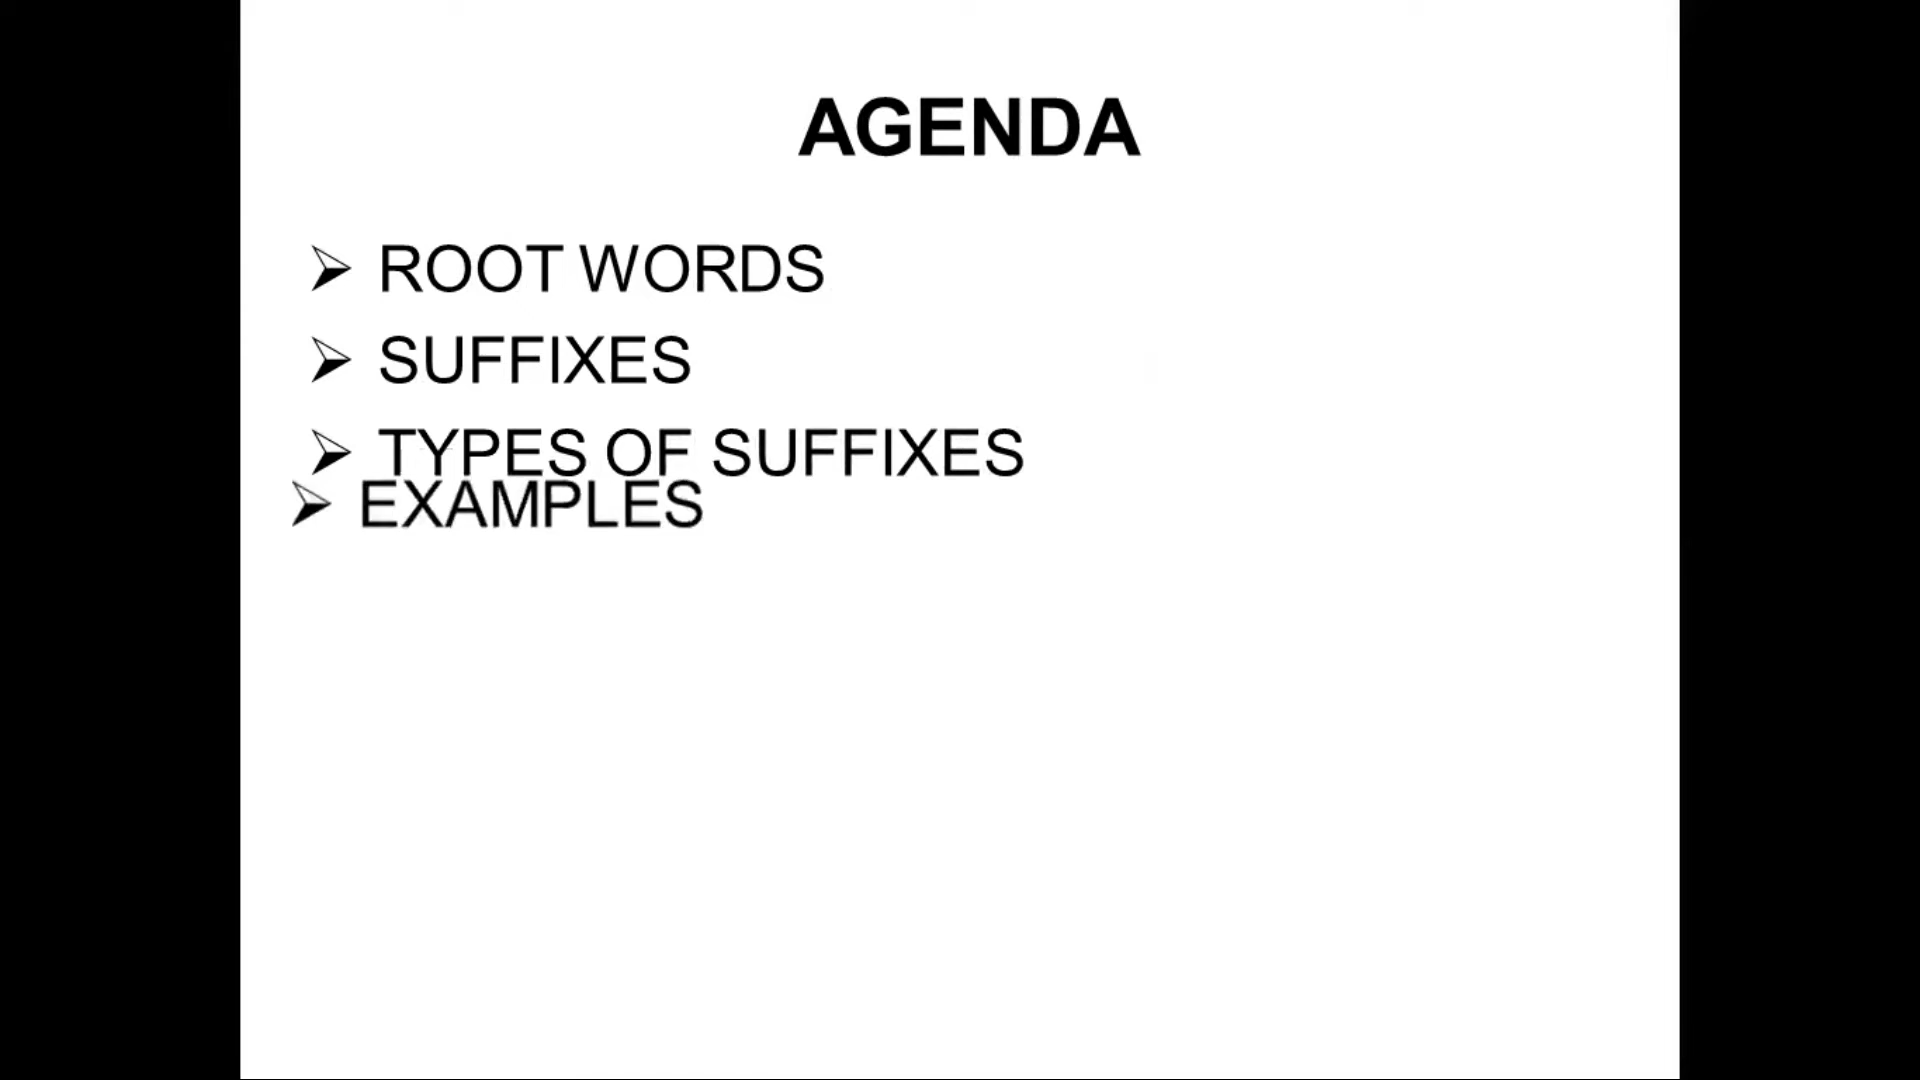 AGENDA
ROOT WORDS
SUFFIXES
TYPES OF SUFFIXES
EXAMPLES